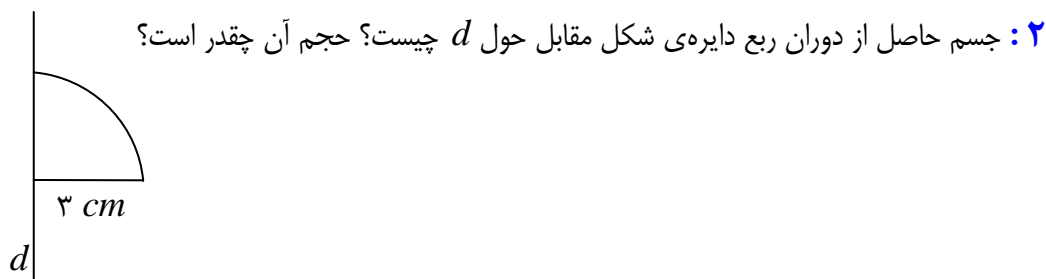 ۲ : جسم حاصل از دوران ربع دایره‌ی شکل مقابل حول d چیست؟ حجم آن چقدر است؟
۳ cm
d